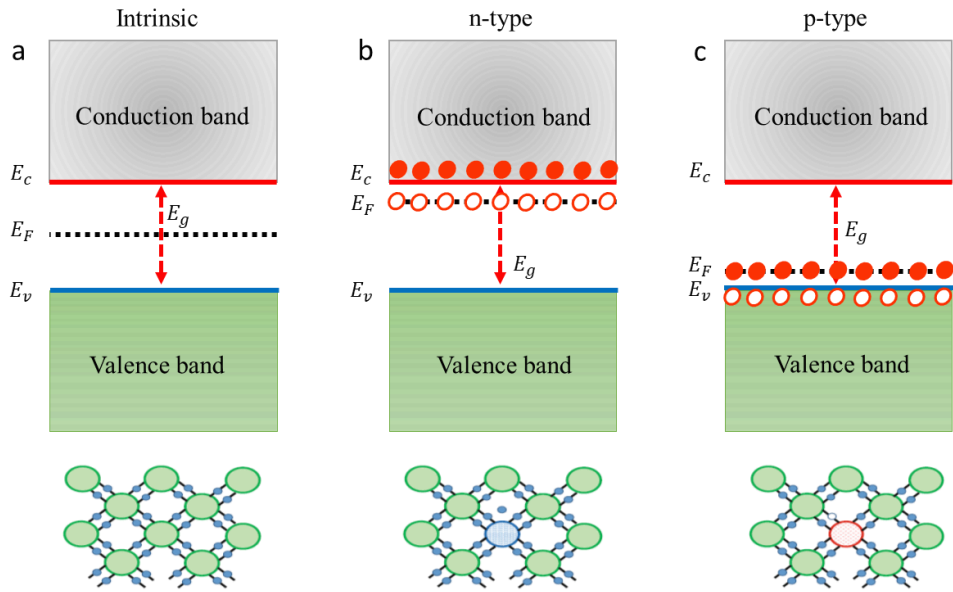 Intrinsic
n-type
p-type
a
b
c
Conduction band
Conduction band
Conduction band
E_c
E_c
E_c
E_F
E_g
E_F
E_g
E_g
E_F
E_v
E_v
E_v
Valence band
Valence band
Valence band